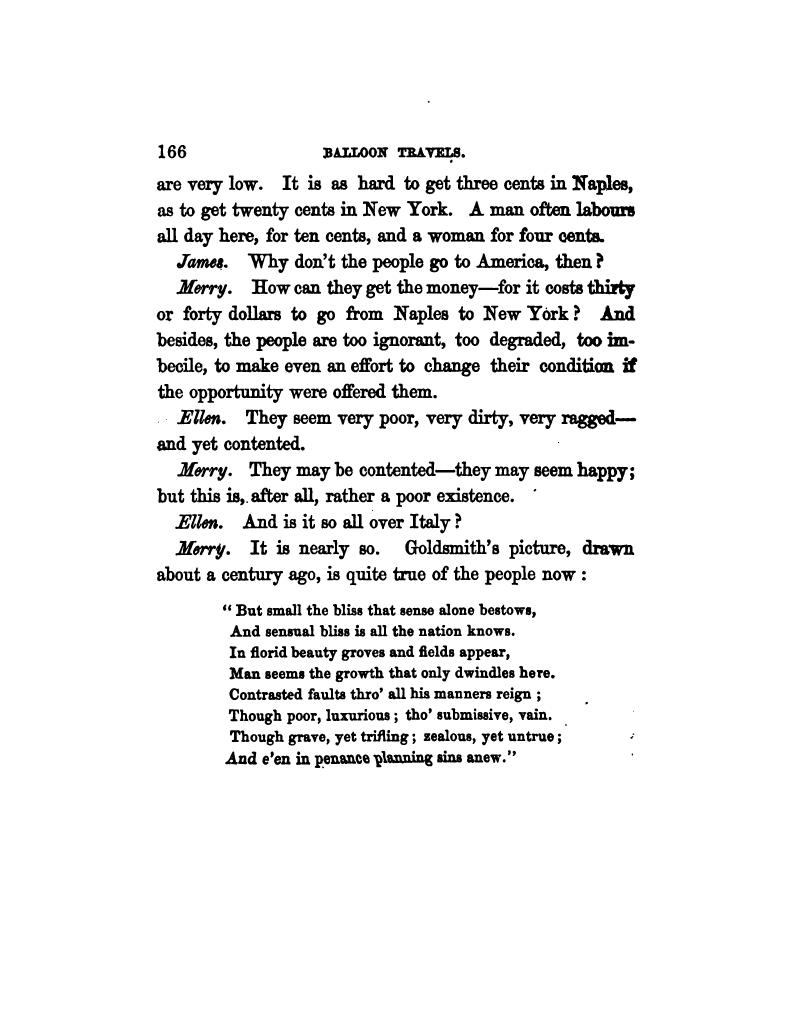 166 BALLOON TRAVELS.
are very low. It is as hard to get three cents in Naples,
as to get twenty cents in New York. A man often labours
all day here, for ten cents, and a woman for four cents.
James. Why don't the people go to America, then?
Merry. How can they get the money—for it costs thirty
or forty dollars to go from Naples to New York? And
besides, the people are too ignorant, too degraded, too im-
becile, to make even an effort to change their condition if
the opportunity were offered them.
Ellen. They seem very poor, very dirty, very ragged—
and yet contented.
Merry. They may be contented—they may seem happy;
but this is, after all, rather a poor existence.
Ellen. And is it so all over Italy?
Merry. It is nearly so. Goldsmith's picture, drawn
about a century ago, is quite true of the people now:
"But small the bliss that sense alone bestows,
And sensual bliss is all the nation knows.
In florid beauty groves and fields appear,
Man seems the growth that only dwindles here.
Contrasted faults thro' all his manners reign;
Though poor, luxurious; tho' submissive, vain.
Though grave, yet trifling; zealous, yet untrue;
And e'en in penance planning sins anew."